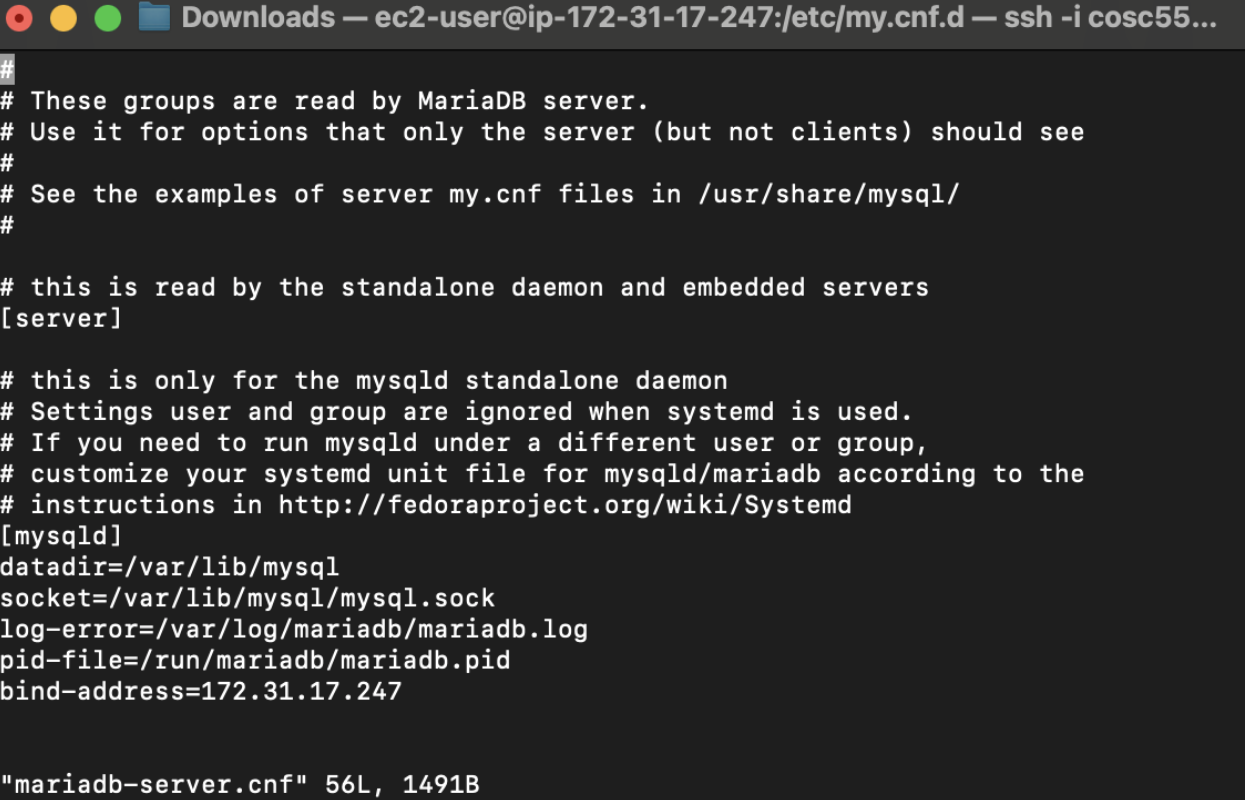 Downloads — ec2-user@ip-172-31-17-247:/etc/my.cnf.d — ssh -i cosc55...
#
# These groups are read by MariaDB server.
# Use it for options that only the server (but not clients) should see
#
# See the examples of server my.cnf files in /usr/share/mysql/
#
# this is read by the standalone daemon and embedded servers
[server]
# this is only for the mysqld standalone daemon
# Settings user and group are ignored when systemd is used.
# If you need to run mysqld under a different user or group,
# customize your systemd unit file for mysqld/mariadb according to the
# instructions in http://fedoraproject.org/wiki/Systemd
[mysqld]
datadir=/var/lib/mysql
socket=/var/lib/mysql/mysql.sock
log-error=/var/log/mariadb/mariadb.log
pid-file=/run/mariadb/mariadb.pid
bind-address=172.31.17.247
"mariadb-server.cnf" 56L, 1491B